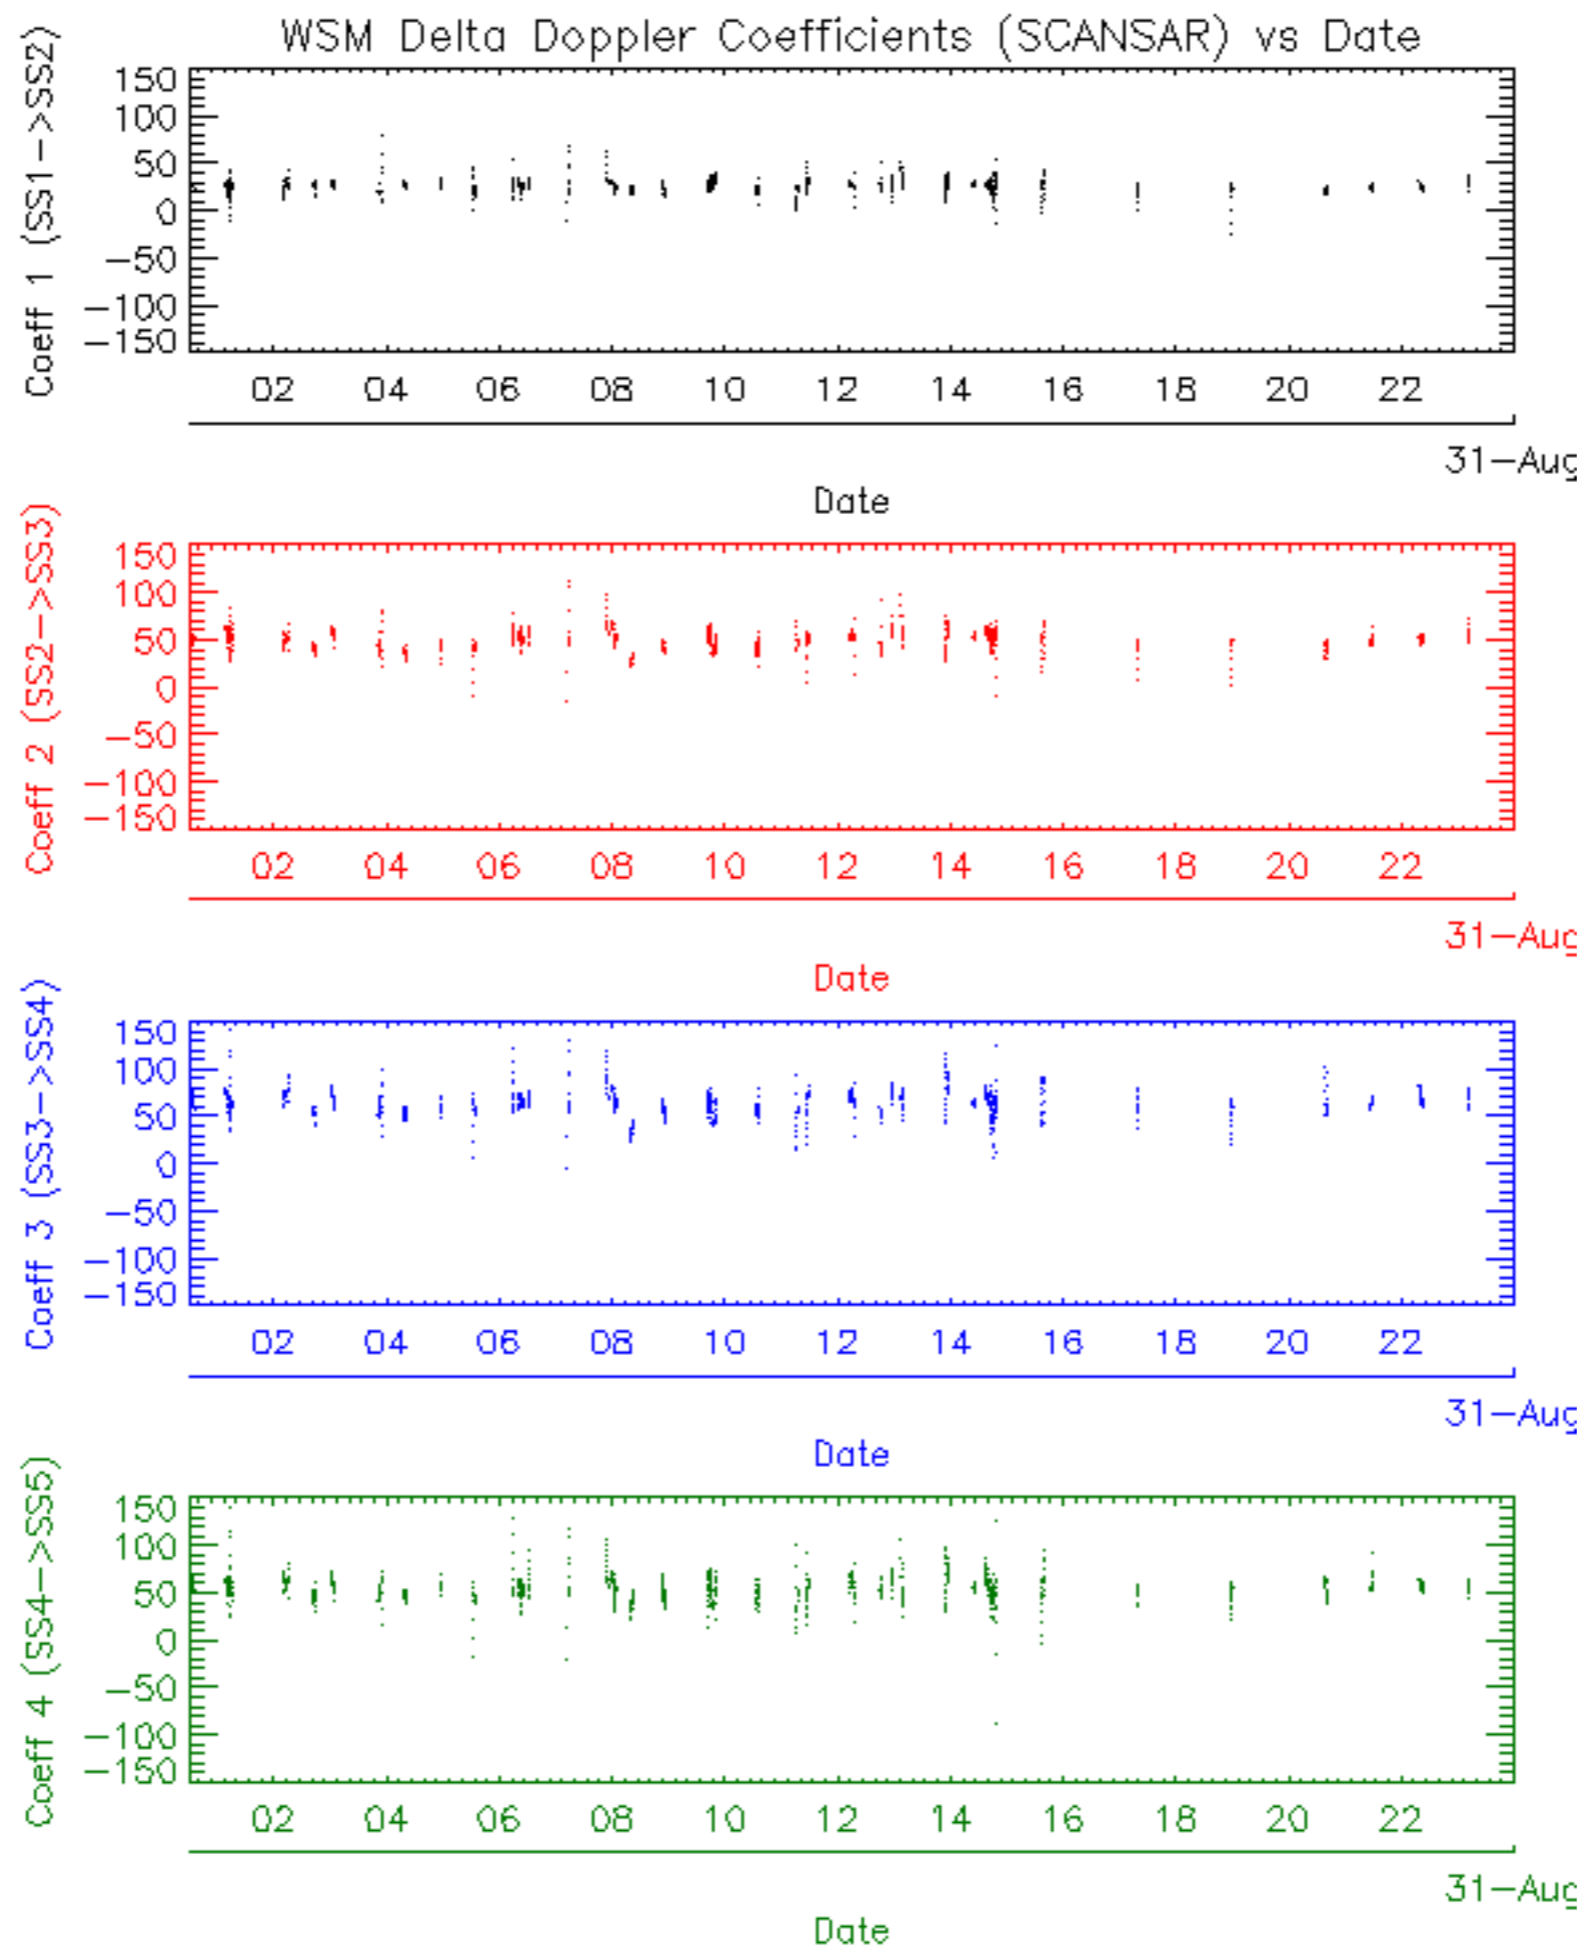 WSM Delta Doppler Coefficients (SCANSAR) vs Date
Coeff 1 (SS1->SS2)
150
100
50
0
-50
-100
-150
02 04 06 08 10 12 14 16 18 20 22
31-Aug
Date
Coeff 2 (SS2->SS3)
150
100
50
0
-50
-100
-150
02 04 06 08 10 12 14 16 18 20 22
31-Aug
Date
Coeff 3 (SS3->SS4)
150
100
50
0
-50
-100
-150
02 04 06 08 10 12 14 16 18 20 22
31-Aug
Date
Coeff 4 (SS4->SS5)
150
100
50
0
-50
-100
-150
02 04 06 08 10 12 14 16 18 20 22
31-Aug
Date